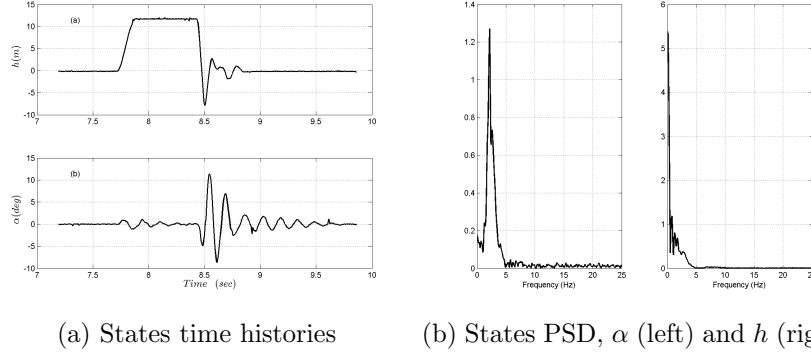 15
10
5
0
-5
-10
h(m)
(a)
7 7.5 8 8.5 9 9.5 10
15
10
5
0
-5
-10
α(deg)
(b)
7 7.5 8 8.5 9 9.5 10
Time (sec)
1.4
1.2
1
0.8
0.6
0.4
0.2
0
0 5 10 15 20 25
Frequency (Hz)
6
5
4
3
2
1
0
0 5 10 15 20 25
Frequency (Hz)
(a) States time histories
(b) States PSD, α (left) and h (rig